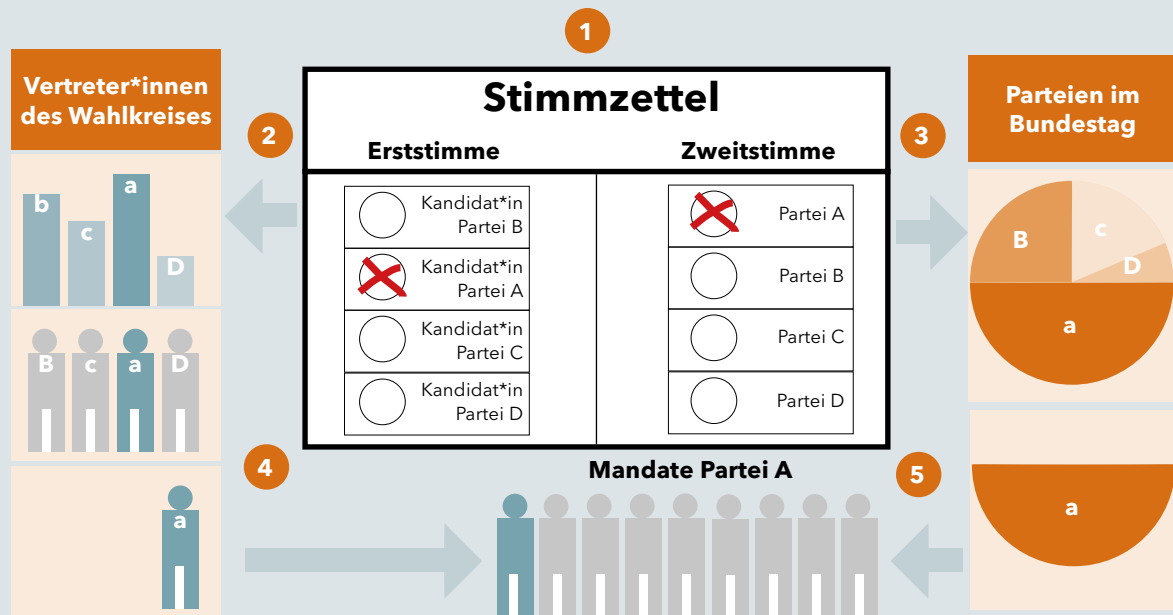 1
Vertreter*innen
des Wahlkreises
Stimmzettel
Parteien im
Bundestag
2
3
Erststimme
Zweitstimme
b
c
a
D
Kandidat*in
Partei B
Kandidat*in
Partei A
Kandidat*in
Partei C
Kandidat*in
Partei D
Partei A
Partei B
Partei C
Partei D
B
c
D
a
B
c
a
D
4
Mandate Partei A
5
a
a